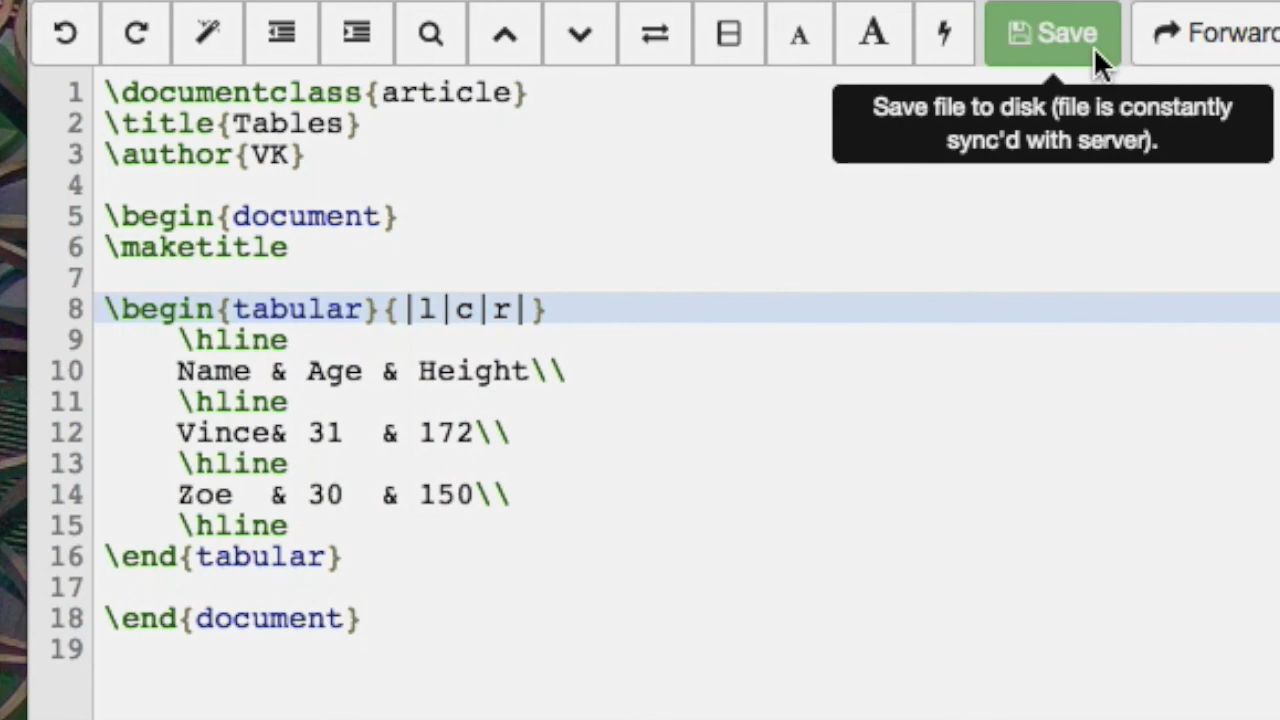 A A Save Forward
Save file to disk (file is constantly
sync'd with server).
1 \documentclass{article}
2 \title{Tables}
3 \author{VK}
4
5 \begin{document}
6 \maketitle
7
8 \begin{tabular}{|l|c|r|}
9 \hline
10 Name & Age & Height\\
11 \hline
12 Vince& 31 & 172\\
13 \hline
14 Zoe & 30 & 150\\
15 \hline
16 \end{tabular}
17
18 \end{document}
19